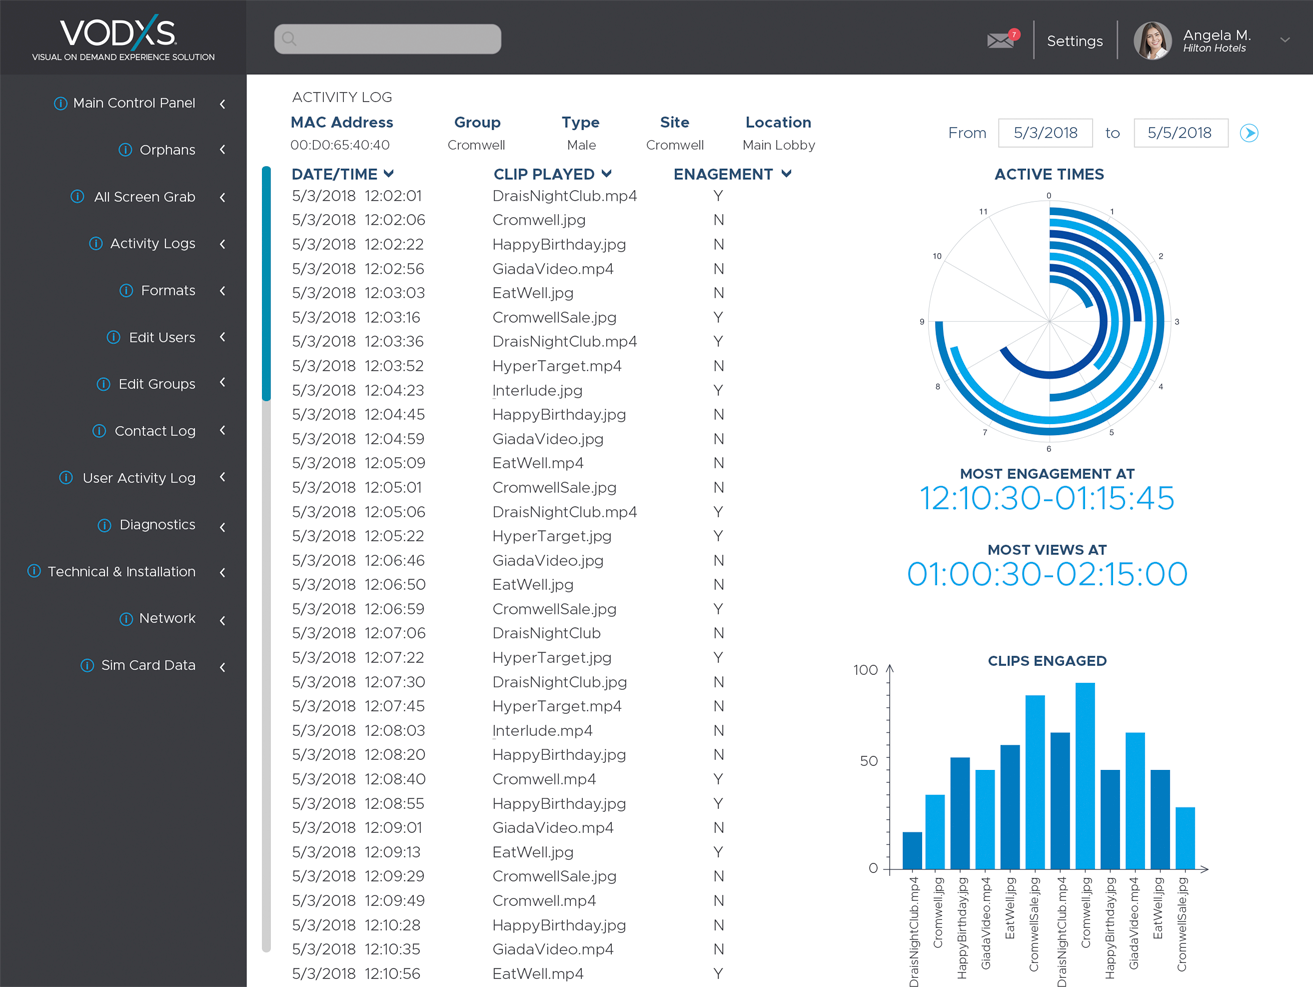 VODXS
VISUAL ON DEMAND EXPERIENCE SOLUTION
7
Settings
Angela M.
Hilton Hotels
Main Control Panel
Orphans
All Screen Grab
Activity Logs
Formats
Edit Users
Edit Groups
Contact Log
User Activity Log
Diagnostics
Technical & Installation
Network
Sim Card Data
ACTIVITY LOG
MAC Address Group Type Site Location
00:D0:65:40:40 Cromwell Male Cromwell Main Lobby
From 5/3/2018 to 5/5/2018
DATE/TIME CLIP PLAYED ENAGEMENT
5/3/2018 12:02:01 DraisNightClub.mp4 Y
5/3/2018 12:02:06 Cromwell.jpg N
5/3/2018 12:02:22 HappyBirthday.jpg N
5/3/2018 12:02:56 GiadaVideo.mp4 N
5/3/2018 12:03:03 EatWell.jpg N
5/3/2018 12:03:16 CromwellSale.jpg Y
5/3/2018 12:03:36 DraisNightClub.mp4 Y
5/3/2018 12:03:52 HyperTarget.mp4 N
5/3/2018 12:04:23 Interlude.jpg Y
5/3/2018 12:04:45 HappyBirthday.jpg N
5/3/2018 12:04:59 GiadaVideo.jpg N
5/3/2018 12:05:09 EatWell.mp4 N
5/3/2018 12:05:01 CromwellSale.jpg N
5/3/2018 12:05:06 DraisNightClub.mp4 Y
5/3/2018 12:05:22 HyperTarget.jpg Y
5/3/2018 12:06:46 GiadaVideo.jpg N
5/3/2018 12:06:50 EatWell.jpg N
5/3/2018 12:06:59 CromwellSale.jpg Y
5/3/2018 12:07:06 DraisNightClub N
5/3/2018 12:07:22 HyperTarget.jpg Y
5/3/2018 12:07:30 DraisNightClub.jpg N
5/3/2018 12:07:45 HyperTarget.mp4 N
5/3/2018 12:08:03 Interlude.mp4 N
5/3/2018 12:08:20 HappyBirthday.jpg N
5/3/2018 12:08:40 Cromwell.mp4 Y
5/3/2018 12:08:55 HappyBirthday.jpg Y
5/3/2018 12:09:01 GiadaVideo.mp4 N
5/3/2018 12:09:13 EatWell.jpg Y
5/3/2018 12:09:29 CromwellSale.jpg N
5/3/2018 12:09:49 Cromwell.mp4 N
5/3/2018 12:10:28 HappyBirthday.jpg N
5/3/2018 12:10:35 GiadaVideo.mp4 N
5/3/2018 12:10:56 EatWell.mp4 Y
ACTIVE TIMES
0
1
2
3
4
5
6
7
8
9
10
11
MOST ENGAGEMENT AT
12:10:30-01:15:45
MOST VIEWS AT
01:00:30-02:15:00
CLIPS ENGAGED
100
50
0
DraisNightClub.mp4
Cromwell.jpg
HappyBirthday.jpg
GiadaVideo.mp4
EatWell.jpg
CromwellSale.jpg
DraisNightClub.mp4
Cromwell.jpg
HappyBirthday.jpg
GiadaVideo.mp4
EatWell.jpg
CromwellSale.jpg